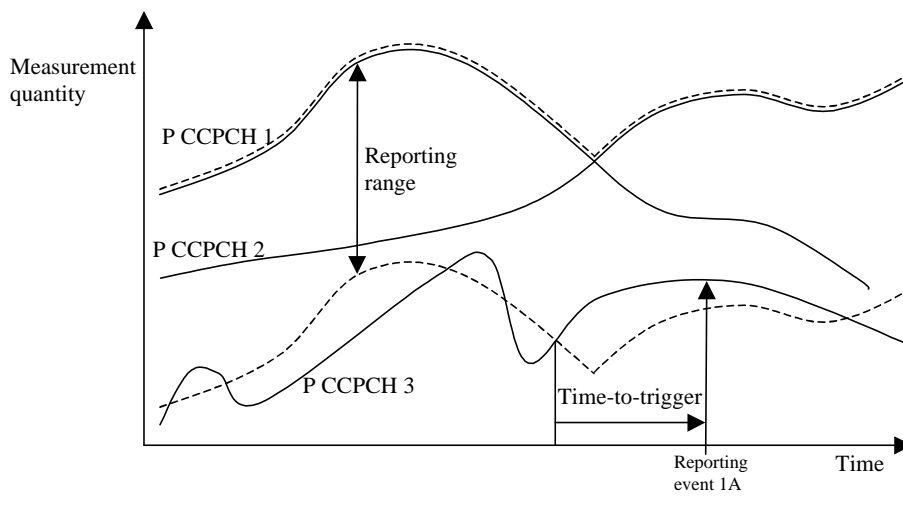 Measurement
quantity
P CCPCH 1
Reporting
range
P CCPCH 2
P CCPCH 3
Time-to-trigger
Reporting
event 1A
Time